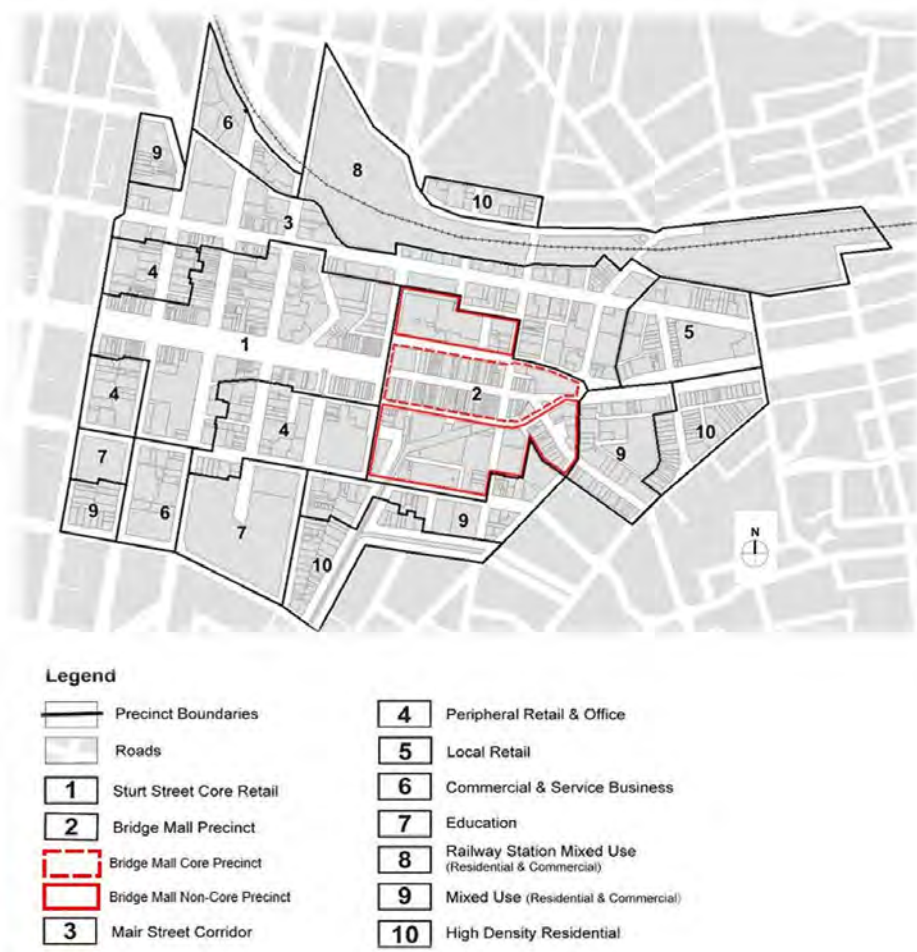 6
9
8
10
3
4
5
1
2
4
4
9
10
7
9
6
7
9
10
N
Legend
Precinct Boundaries
Roads
1 Sturt Street Core Retail
2 Bridge Mall Precinct
Bridge Mall Core Precinct
Bridge Mall Non-Core Precinct
3 Mair Street Corridor
4 Peripheral Retail & Office
5 Local Retail
6 Commercial & Service Business
7 Education
8 Railway Station Mixed Use
(Residential & Commercial)
9 Mixed Use (Residential & Commercial)
10 High Density Residential